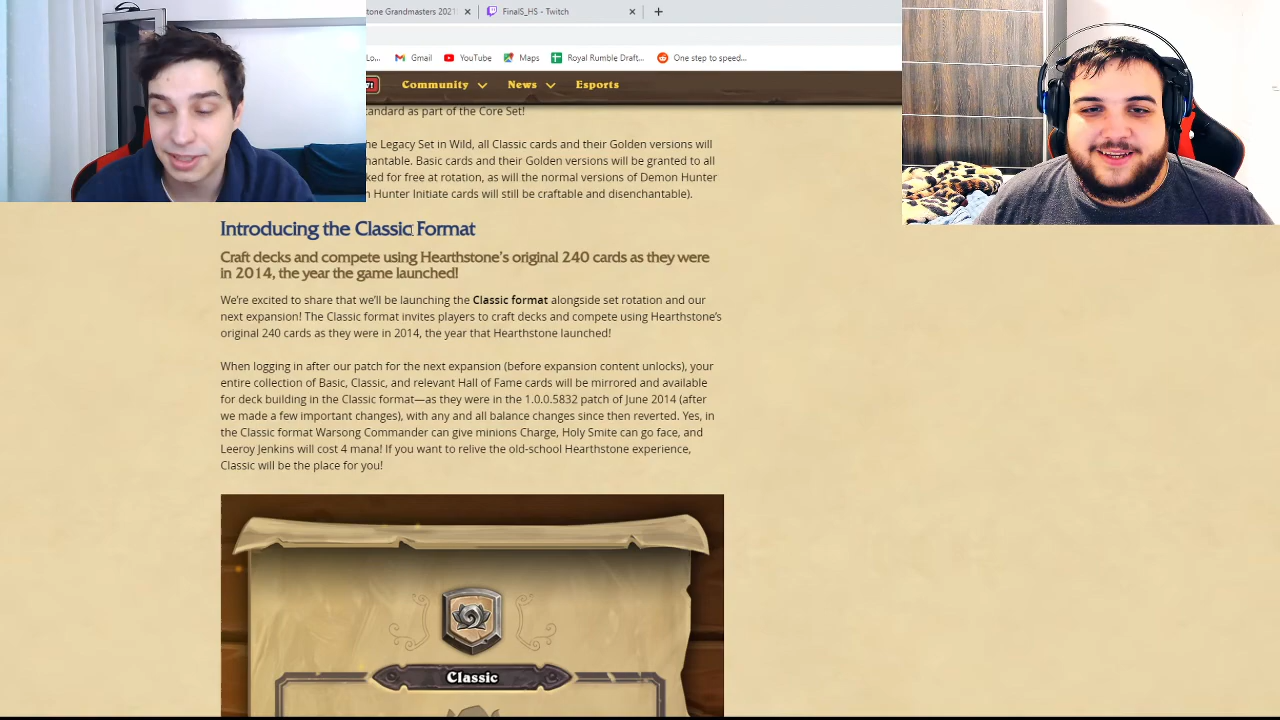 tone Grandmasters 2021
FinalS_HS - Twitch
Lo...
Gmail
YouTube
Maps
Royal Rumble Draft...
One step to speed...
Community
News
Esports
tandard as part of the Core Set!
he Legacy Set in Wild, all Classic cards and their Golden versions will
hantable. Basic cards and their Golden versions will be granted to all
ked for free at rotation, as will the normal versions of Demon Hunter
n Hunter Initiate cards will still be craftable and disenchantable).
Introducing the Classic Format
Craft decks and compete using Hearthstone's original 240 cards as they were
in 2014, the year the game launched!
We're excited to share that we'll be launching the Classic format alongside set rotation and our
next expansion! The Classic format invites players to craft decks and compete using Hearthstone's
original 240 cards as they were in 2014, the year that Hearthstone launched!
When logging in after our patch for the next expansion (before expansion content unlocks), your
entire collection of Basic, Classic, and relevant Hall of Fame cards will be mirrored and available
for deck building in the Classic format—as they were in the 1.0.0.5832 patch of June 2014 (after
we made a few important changes), with any and all balance changes since then reverted. Yes, in
the Classic format Warsong Commander can give minions Charge, Holy Smite can go face, and
Leeroy Jenkins will cost 4 mana! If you want to relive the old-school Hearthstone experience,
Classic will be the place for you!
Classic